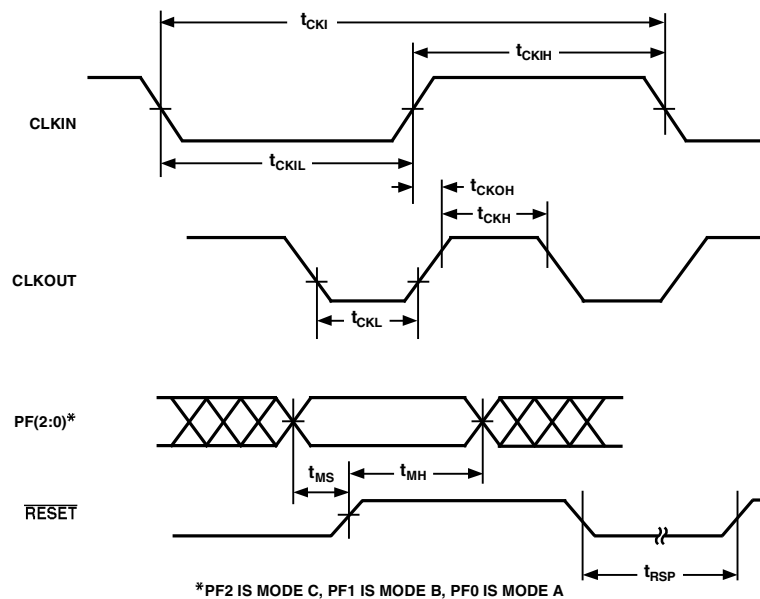 tCKI
tCKIH
CLKIN
tCKIL
tCKOH
tCKH
CLKOUT
tCKL
PF(2:0)*
tMS
tMH
RESET
tRSP
*PF2 IS MODE C, PF1 IS MODE B, PF0 IS MODE A